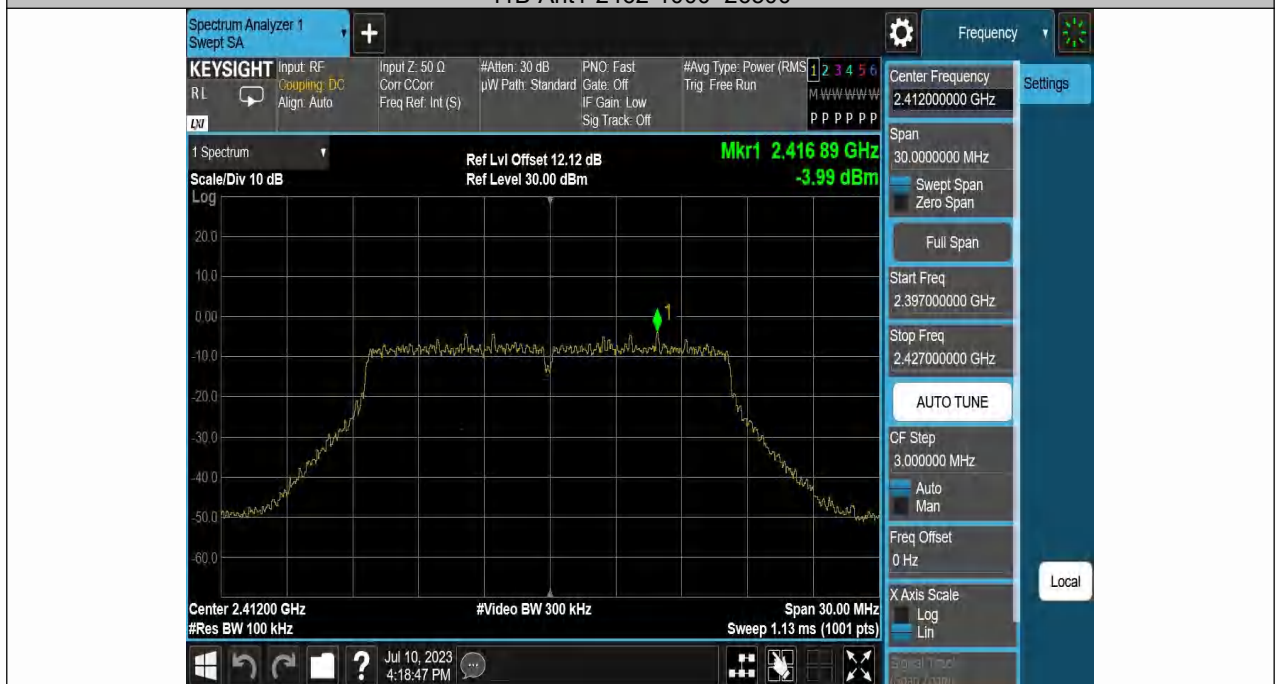 Spectrum Analyzer 1
Swept SA
+
Frequency
KEYSIGHT
RL
LXI
Input: RF
Coupling: DC
Align: Auto
Input Z: 50 Ω
Corr CCorr
Freq Ref: Int (S)
#Atten: 30 dB
µW Path: Standard
PNO: Fast
Gate: Off
IF Gain: Low
Sig Track: Off
#Avg Type: Power (RMS
Trig: Free Run
1 2 3 4 5 6
M W W W W W
P P P P P P
Center Frequency
2.412000000 GHz
Settings
Span
30.0000000 MHz
Swept Span
Zero Span
Full Span
Start Freq
2.397000000 GHz
Stop Freq
2.427000000 GHz
AUTO TUNE
CF Step
3.000000 MHz
Auto
Man
Freq Offset
0 Hz
X Axis Scale
Log
Lin
Local
1 Spectrum
Scale/Div 10 dB
Log
Ref Lvl Offset 12.12 dB
Ref Level 30.00 dBm
Mkr1 2.416 89 GHz
-3.99 dBm
20.0
10.0
0.00
-10.0
-20.0
-30.0
-40.0
-50.0
-60.0
1
Center 2.41200 GHz
#Res BW 100 kHz
#Video BW 300 kHz
Span 30.00 MHz
Sweep 1.13 ms (1001 pts)
?
Jul 10, 2023
4:18:47 PM